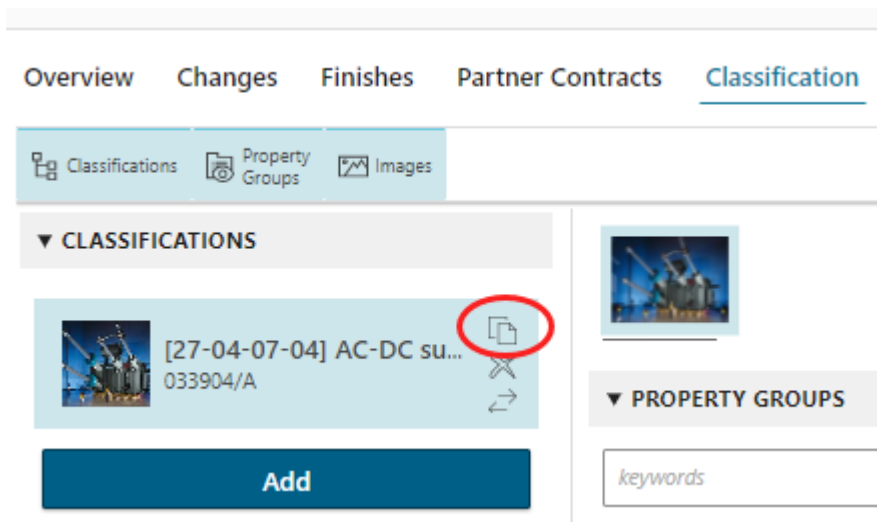 Overview Changes Finishes Partner Contracts Classification
Classifications Property Groups Images
▼ CLASSIFICATIONS
[27-04-07-04] AC-DC su...
033904/A
Add
▼ PROPERTY GROUPS
keywords